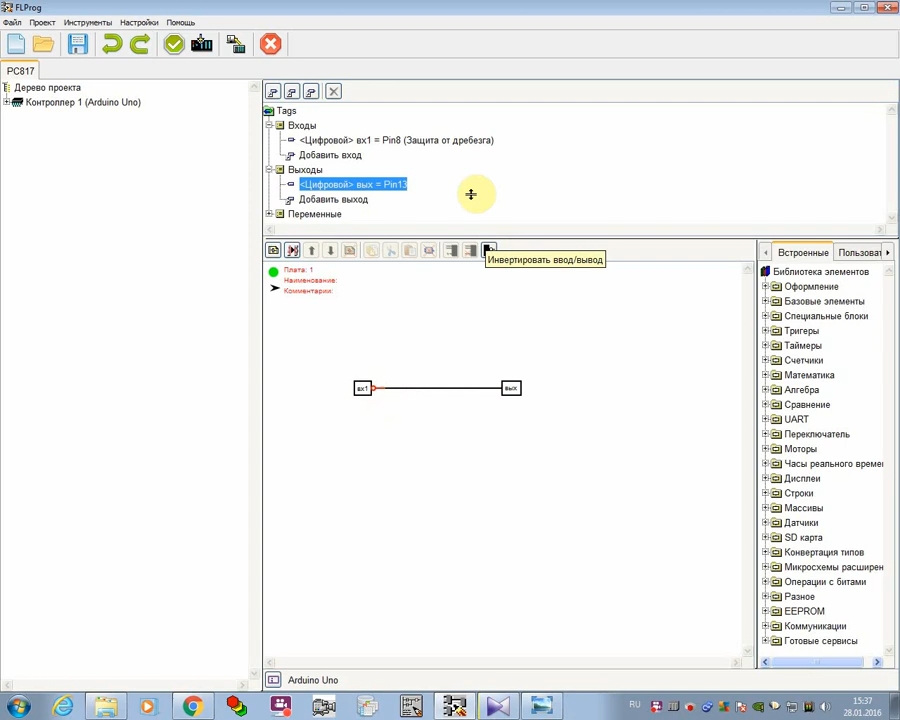 FLProg
Файл Проект Инструменты Настройки Помощь
PC817
Дерево проекта
Контроллер 1 (Arduino Uno)
Tags
Входы
<Цифровой> вх1 = Pin8 (Защита от дребезга)
Добавить вход
Выходы
<Цифровой> вых = Pin13
Добавить выход
Переменные
Инвертировать ввод/вывод
Плата: 1
Наименование:
Комментарии:
вх1
вых
Встроенные Пользоват
Библиотека элементов
Оформление
Базовые элементы
Специальные блоки
Тригеры
Таймеры
Счетчики
Математика
Алгебра
Сравнение
UART
Переключатель
Моторы
Часы реального времен
Дисплеи
Строки
Массивы
Датчики
SD карта
Конвертация типов
Микросхемы расширен
Операции с битами
Разное
EEPROM
Коммуникации
Готовые сервисы
Arduino Uno
RU
15:37
28.01.2016